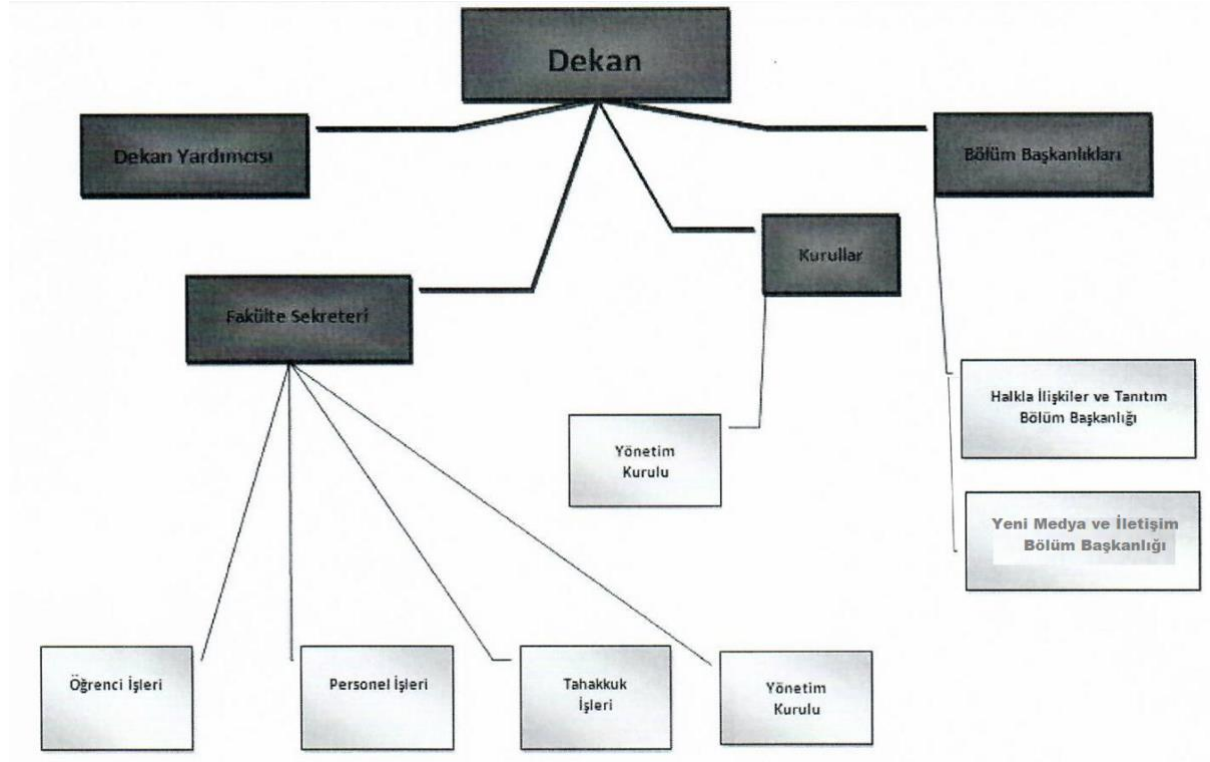 Dekan
Dekan Yardımcısı
Bölüm Başkanlıkları
Kurullar
Fakülte Sekreteri
Halkla İlişkiler ve Tanıtım
Bölüm Başkanlığı
Yönetim
Kurulu
Yeni Medya ve İletişim
Bölüm Başkanlığı
Öğrenci İşleri
Personel İşleri
Tahakkuk
İşleri
Yönetim
Kurulu